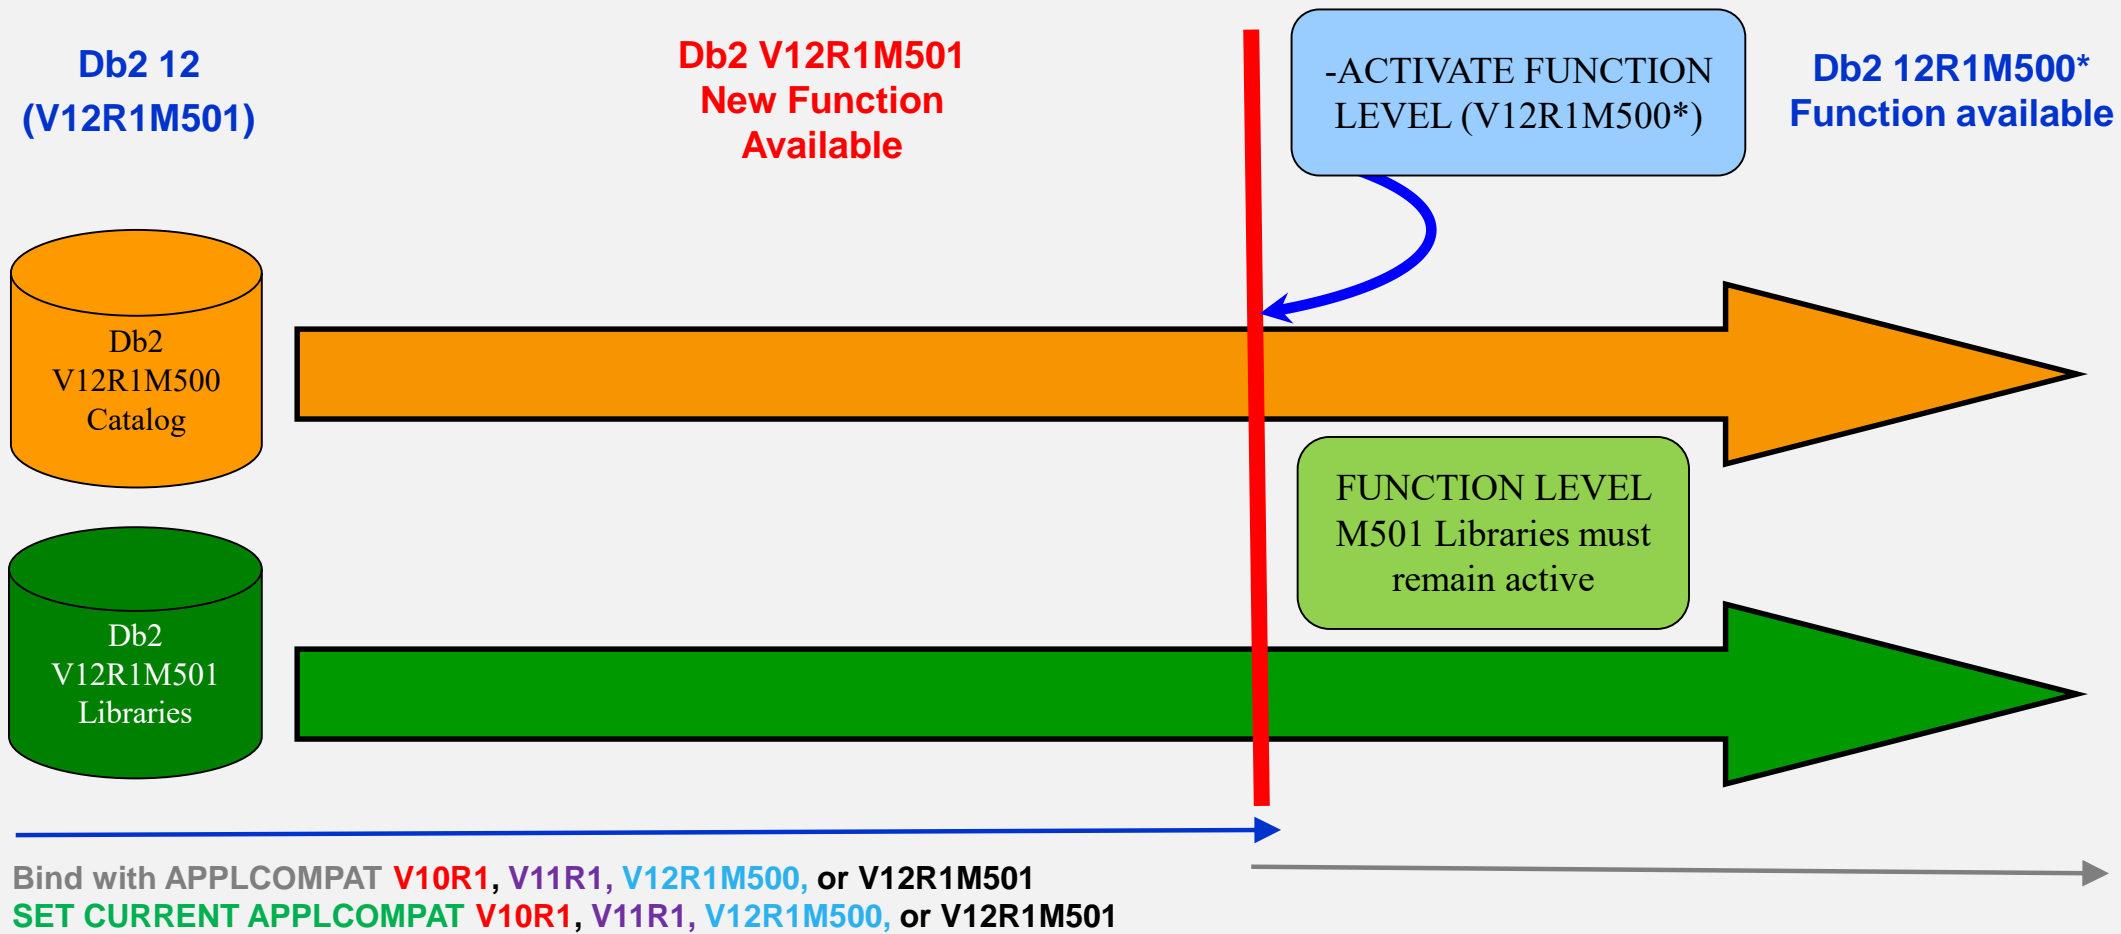 Db2 12
(V12R1M501)
Db2 V12R1M501
New Function
Available
-ACTIVATE FUNCTION
LEVEL (V12R1M500*)
Db2 12R1M500*
Function available
Db2
V12R1M500
Catalog
FUNCTION LEVEL
M501 Libraries must
remain active
Db2
V12R1M501
Libraries
Bind with APPLCOMPAT V10R1, V11R1, V12R1M500, or V12R1M501
SET CURRENT APPLCOMPAT V10R1, V11R1, V12R1M500, or V12R1M501